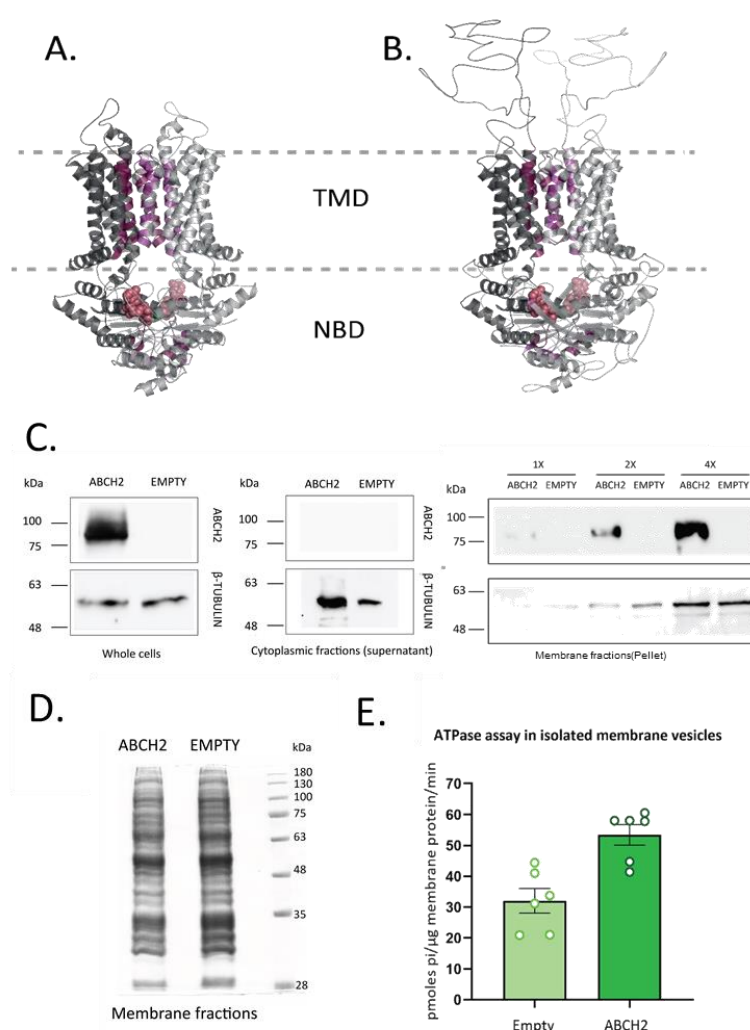 A.
B.
TMD
NBD
C.
kDa
ABCH2 EMPTY
100
75
ABCH2
63
48
β-TUBULIN
Whole cells
kDa
ABCH2 EMPTY
100
75
ABCH2
63
48
β-TUBULIN
Cytoplasmic fractions (supernatant)
1X 2X 4X
kDa
ABCH2 EMPTY ABCH2 EMPTY ABCH2 EMPTY
100
75
63
48
Membrane fractions(Pellet)
D.
ABCH2 EMPTY kDa
180
130
100
75
63
48
35
28
Membrane fractions
E.
ATPase assay in isolated membrane vesicles
pmoles pi/µg membrane protein/min
70
60
50
40
30
20
10
0
Empty ABCH2